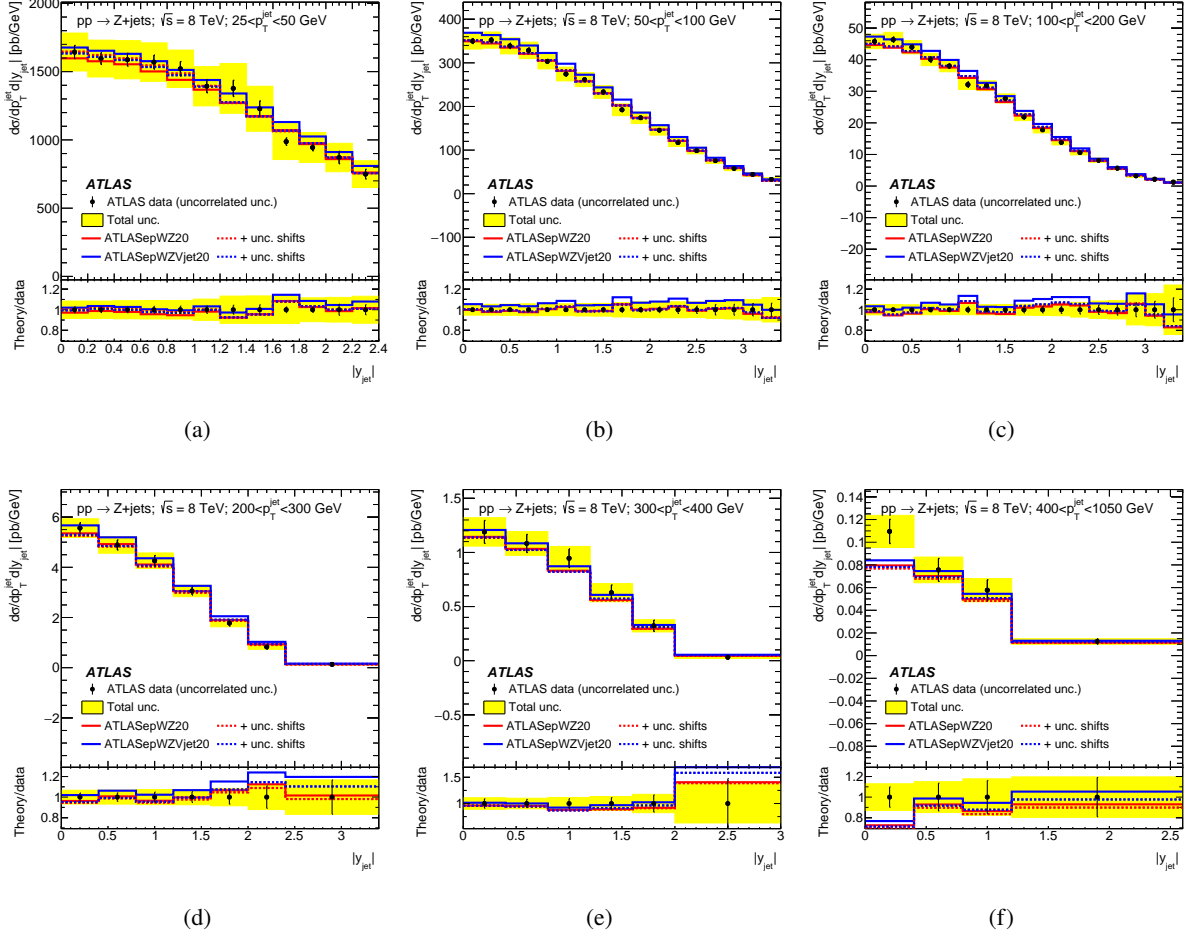 dσ/dp_T^jet d|y_jet| [pb/GeV]
pp → Z+jets; √s = 8 TeV; 25<p_T^jet<50 GeV
2000
1500
1000
500
0
ATLAS
ATLAS data (uncorrelated unc.)
Total unc.
ATLASepWZ20 + unc. shifts
ATLASepWZVjet20 + unc. shifts
Theory/data
1.2
1
0.8
0 0.2 0.4 0.6 0.8 1 1.2 1.4 1.6 1.8 2 2.2 2.4
|y_jet|
(a)
dσ/dp_T^jet d|y_jet| [pb/GeV]
pp → Z+jets; √s = 8 TeV; 50<p_T^jet<100 GeV
400
300
200
100
0
−100
ATLAS
ATLAS data (uncorrelated unc.)
Total unc.
ATLASepWZ20 + unc. shifts
ATLASepWZVjet20 + unc. shifts
Theory/data
1.2
1
0.8
0 0.5 1 1.5 2 2.5 3
|y_jet|
(b)
dσ/dp_T^jet d|y_jet| [pb/GeV]
pp → Z+jets; √s = 8 TeV; 100<p_T^jet<200 GeV
50
40
30
20
10
0
−10
−20
ATLAS
ATLAS data (uncorrelated unc.)
Total unc.
ATLASepWZ20 + unc. shifts
ATLASepWZVjet20 + unc. shifts
Theory/data
1.2
1
0.8
0 0.5 1 1.5 2 2.5 3
|y_jet|
(c)
dσ/dp_T^jet d|y_jet| [pb/GeV]
pp → Z+jets; √s = 8 TeV; 200<p_T^jet<300 GeV
6
4
2
0
−2
ATLAS
ATLAS data (uncorrelated unc.)
Total unc.
ATLASepWZ20 + unc. shifts
ATLASepWZVjet20 + unc. shifts
Theory/data
1.2
1
0.8
0 0.5 1 1.5 2 2.5 3
|y_jet|
(d)
dσ/dp_T^jet d|y_jet| [pb/GeV]
pp → Z+jets; √s = 8 TeV; 300<p_T^jet<400 GeV
1.5
1
0.5
0
−0.5
ATLAS
ATLAS data (uncorrelated unc.)
Total unc.
ATLASepWZ20 + unc. shifts
ATLASepWZVjet20 + unc. shifts
Theory/data
1.5
1
0 0.5 1 1.5 2 2.5 3
|y_jet|
(e)
dσ/dp_T^jet d|y_jet| [pb/GeV]
pp → Z+jets; √s = 8 TeV; 400<p_T^jet<1050 GeV
0.14
0.12
0.1
0.08
0.06
0.04
0.02
0
−0.02
−0.04
−0.06
−0.08
ATLAS
ATLAS data (uncorrelated unc.)
Total unc.
ATLASepWZ20 + unc. shifts
ATLASepWZVjet20 + unc. shifts
Theory/data
1.2
1
0.8
0 0.5 1 1.5 2 2.5
|y_jet|
(f)